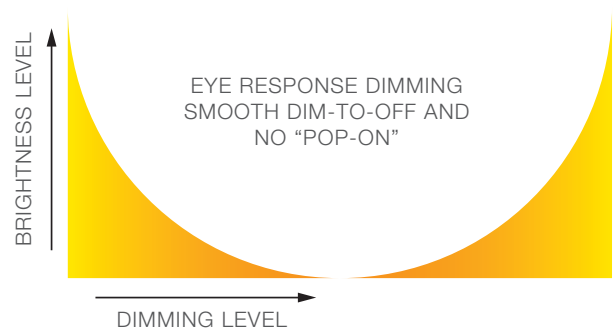 BRIGHTNESS LEVEL
EYE RESPONSE DIMMING
SMOOTH DIM-TO-OFF AND
NO “POP-ON”
DIMMING LEVEL